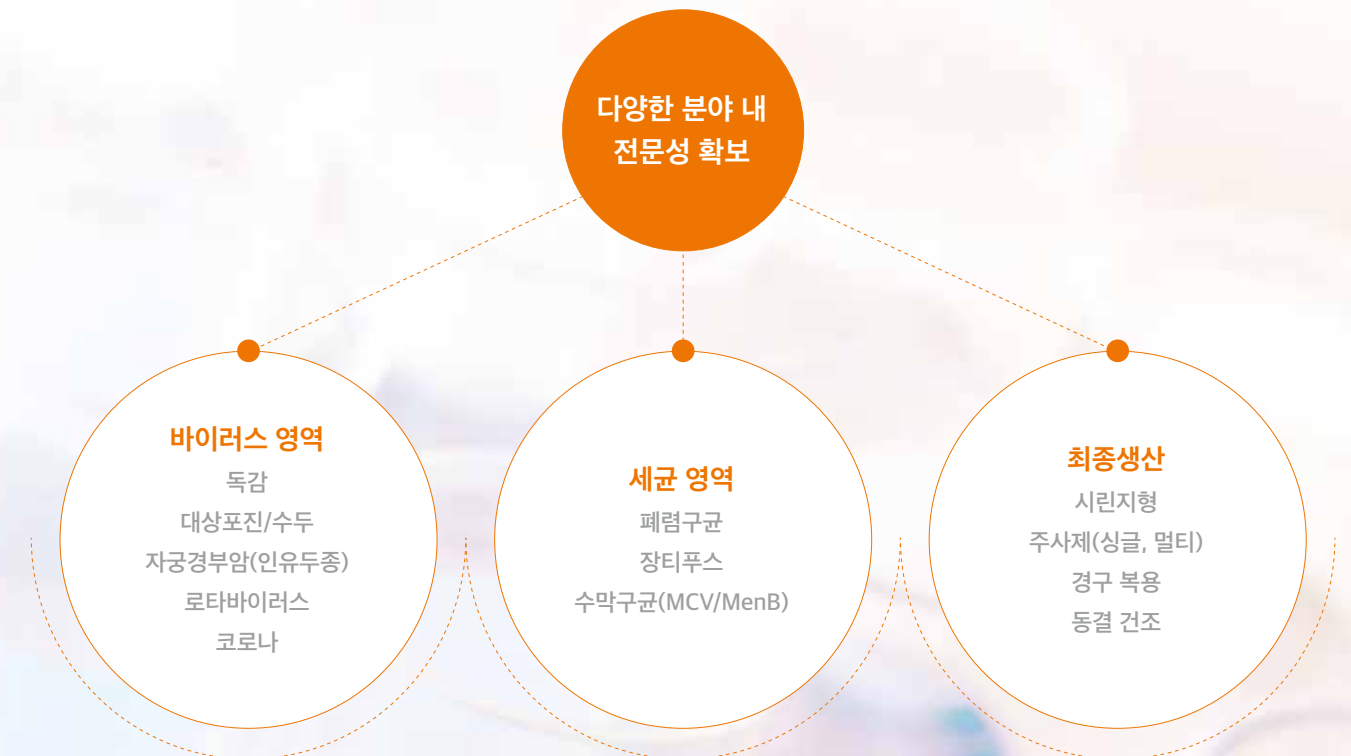 다양한 분야 내
전문성 확보
바이러스 영역
독감
대상포진/수두
자궁경부암(인유두종)
로타바이러스
코로나
세균 영역
폐렴구균
장티푸스
수막구균(MCV/MenB)
최종생산
시린지형
주사제(싱글, 멀티)
경구 복용
동결 건조